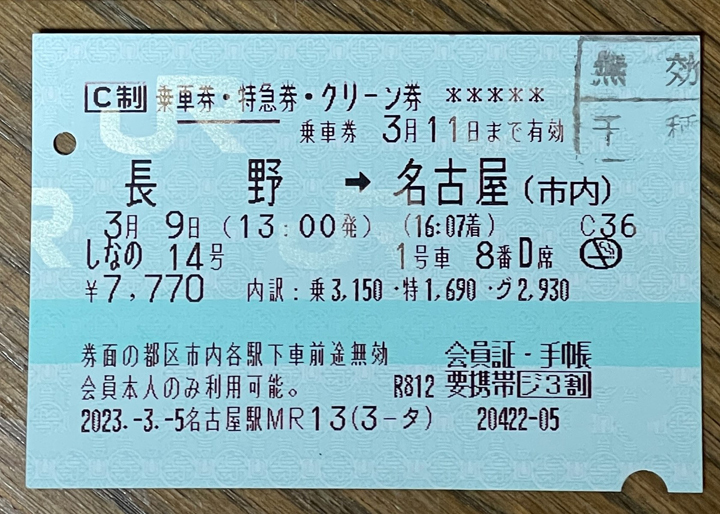 C制 乗車券・特急券・グリーン券 *****
無効
千種
乗車券 3月11日まで有効
長野 → 名古屋(市内)
3月 9日 (13:00発) (16:07着) C36
しなの 14号 1号車 8番D席
¥7,770 内訳:乗3,150・特1,690・グ2,930
券面の都区市内各駅下車前途無効 会員証・手帳
会員本人のみ利用可能。 R812 要携帯 ジ3割
2023.-3.-5名古屋駅MR13(3-タ) 20422-05